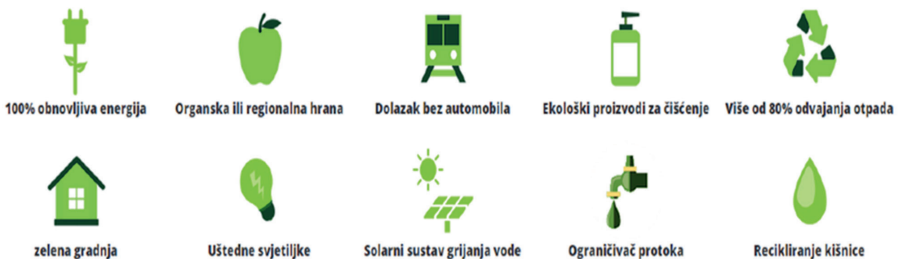 100% obnovljiva energija
Organska ili regionalna hrana
Dolazak bez automobila
Ekološki proizvodi za čišćenje
Više od 80% odvajanja otpada
zelena gradnja
Uštedne svjetiljke
Solarni sustav grijanja vode
Ograničivač protoka
Recikliranje kišnice